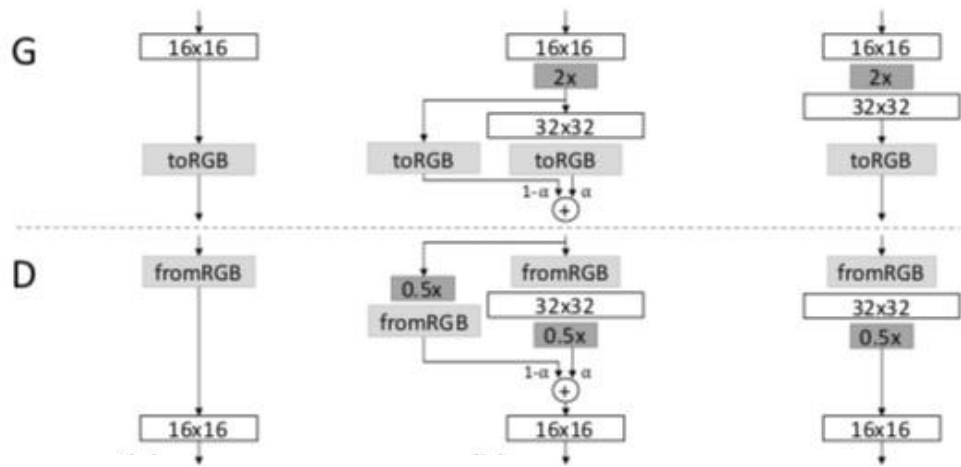 G
16x16
16x16
16x16
2x
2x
32x32
32x32
toRGB
toRGB
toRGB
toRGB
1-α
α
+
D
fromRGB
fromRGB
fromRGB
0.5x
32x32
32x32
fromRGB
0.5x
0.5x
1-α
α
+
16x16
16x16
16x16